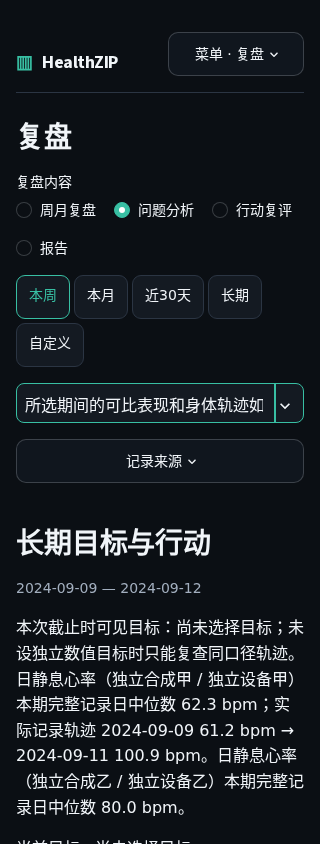 HealthZIP
菜单 · 复盘
复盘
复盘内容
周月复盘
问题分析
行动复评
报告
本周
本月
近30天
长期
自定义
所选期间的可比表现和身体轨迹如
记录来源
长期目标与行动
2024-09-09 — 2024-09-12
本次截止时可见目标：尚未选择目标；未
设独立数值目标时只能复查同口径轨迹。
日静息心率（独立合成甲 / 独立设备甲）
本期完整记录日中位数 62.3 bpm；实
际记录轨迹 2024-09-09 61.2 bpm →
2024-09-11 100.9 bpm。日静息心率
（独立合成乙 / 独立设备乙）本期完整记
录日中位数 80.0 bpm。